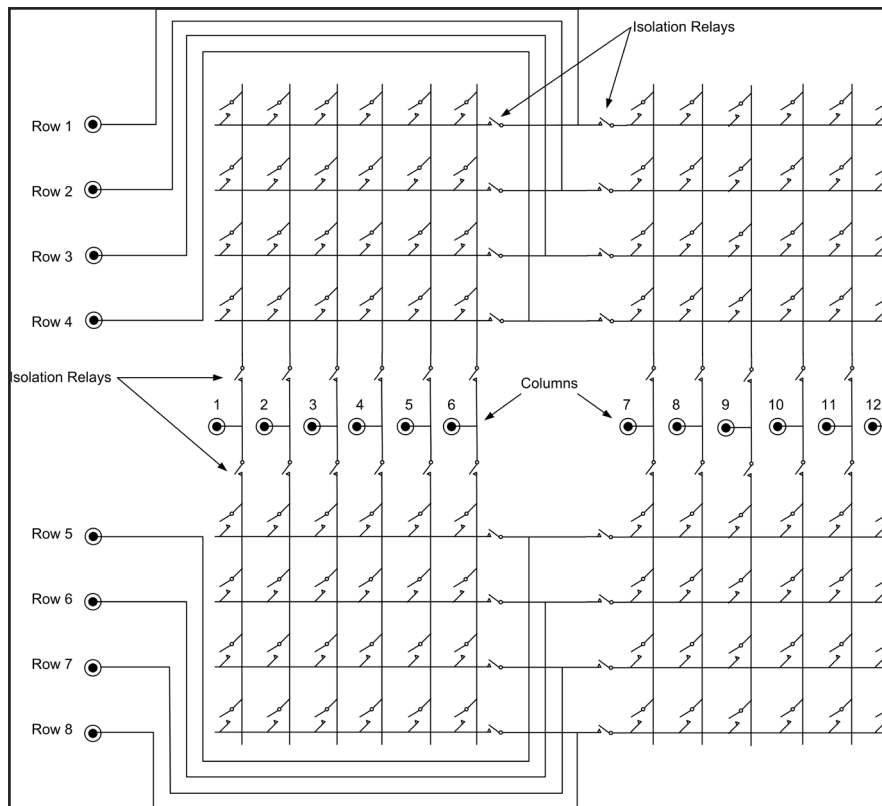 Isolation Relays
Row 1
Row 2
Row 3
Row 4
Isolation Relays
Columns
1 2 3 4 5 6 7 8 9 10 11 12
Row 5
Row 6
Row 7
Row 8